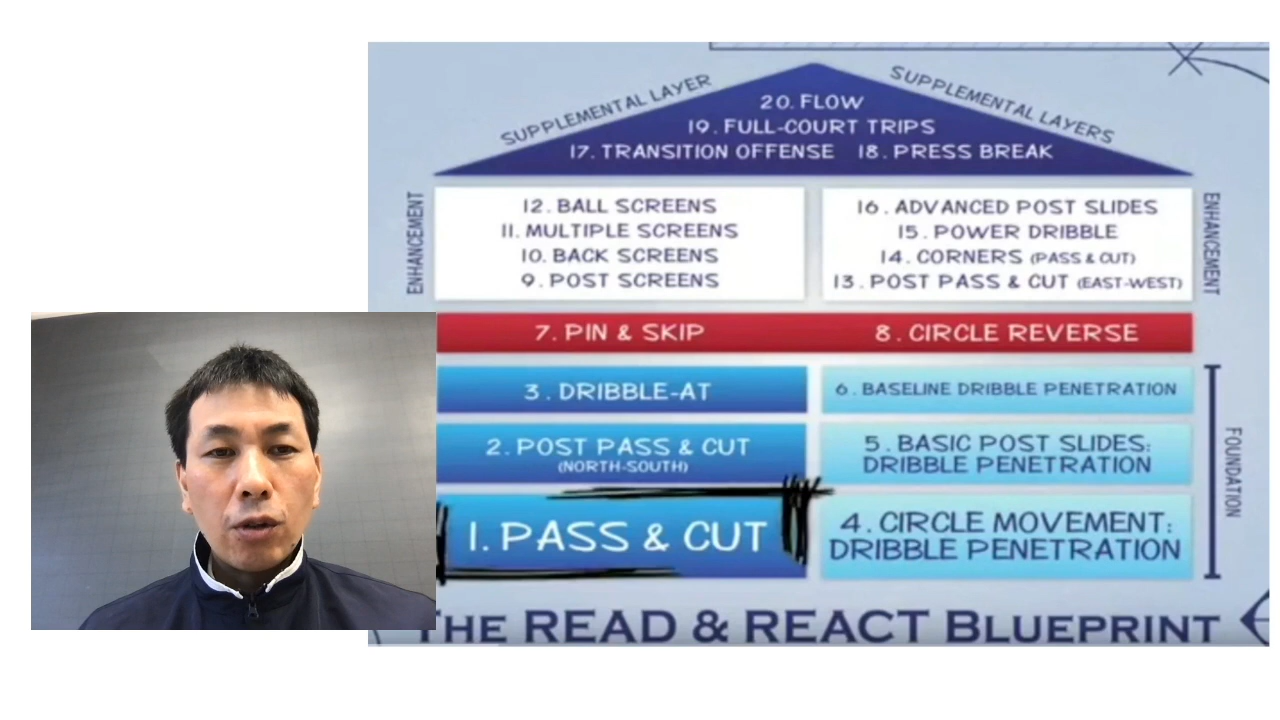 SUPPLEMENTAL LAYER
SUPPLEMENTAL LAYERS
20. FLOW
19. FULL-COURT TRIPS
17. TRANSITION OFFENSE 18. PRESS BREAK
ENHANCEMENT
12. BALL SCREENS
11. MULTIPLE SCREENS
10. BACK SCREENS
9. POST SCREENS
16. ADVANCED POST SLIDES
15. POWER DRIBBLE
14. CORNERS (PASS & CUT)
13. POST PASS & CUT (EAST-WEST)
ENHANCEMENT
7. PIN & SKIP
8. CIRCLE REVERSE
3. DRIBBLE-AT
6. BASELINE DRIBBLE PENETRATION
2. POST PASS & CUT
(NORTH-SOUTH)
5. BASIC POST SLIDES:
DRIBBLE PENETRATION
1. PASS & CUT
4. CIRCLE MOVEMENT:
DRIBBLE PENETRATION
FOUNDATION
THE READ & REACT BLUEPRINT